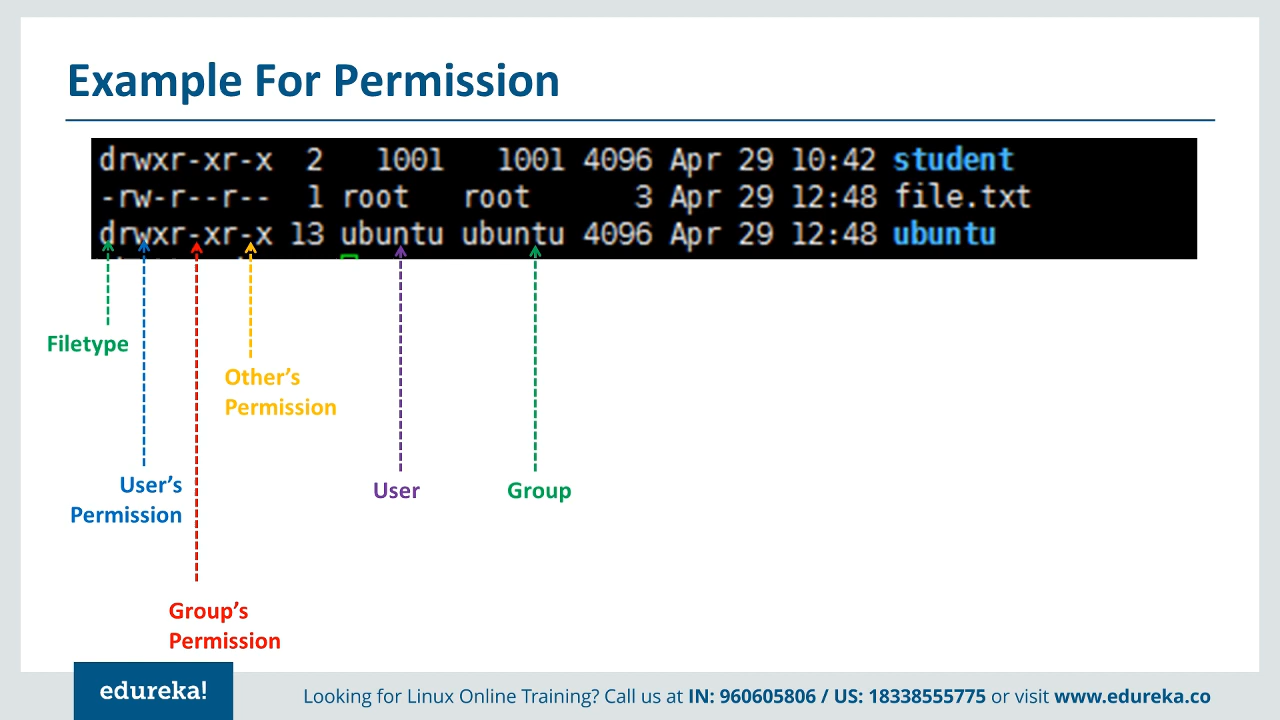 Example For Permission
drwxr-xr-x 2 1001 1001 4096 Apr 29 10:42 student
-rw-r--r-- 1 root root 3 Apr 29 12:48 file.txt
drwxr-xr-x 13 ubuntu ubuntu 4096 Apr 29 12:48 ubuntu
Filetype
Other’s
Permission
User’s
Permission
User
Group
Group’s
Permission
edureka!
Looking for Linux Online Training? Call us at IN: 960605806 / US: 18338555775 or visit www.edureka.co